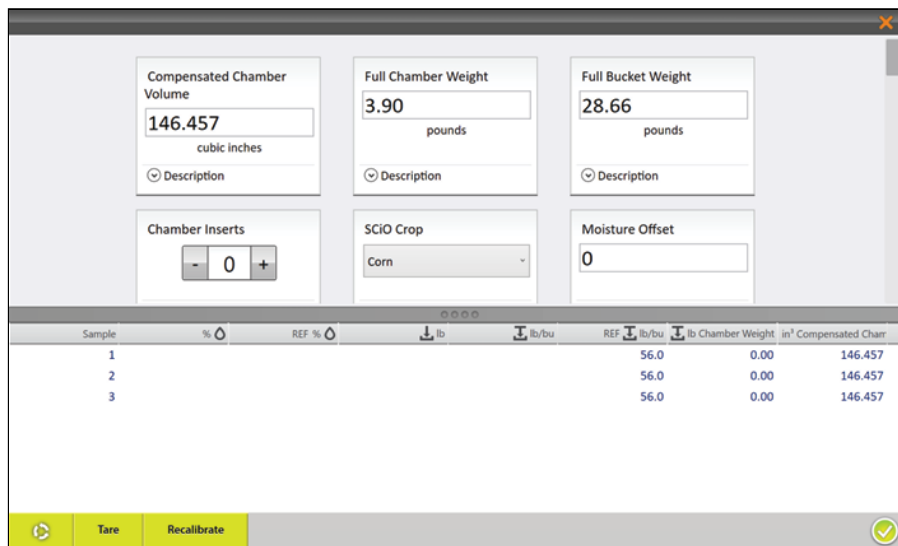 Compensated Chamber
Volume
146.457
cubic inches
Description
Full Chamber Weight
3.90
pounds
Description
Full Bucket Weight
28.66
pounds
Description
Chamber Inserts
- 0 +
SCiO Crop
Corn
Moisture Offset
0
Sample % REF % lb lb/bu REF lb/bu lb Chamber Weight in³ Compensated Cham
1 56.0 0.00 146.457
2 56.0 0.00 146.457
3 56.0 0.00 146.457
Tare Recalibrate